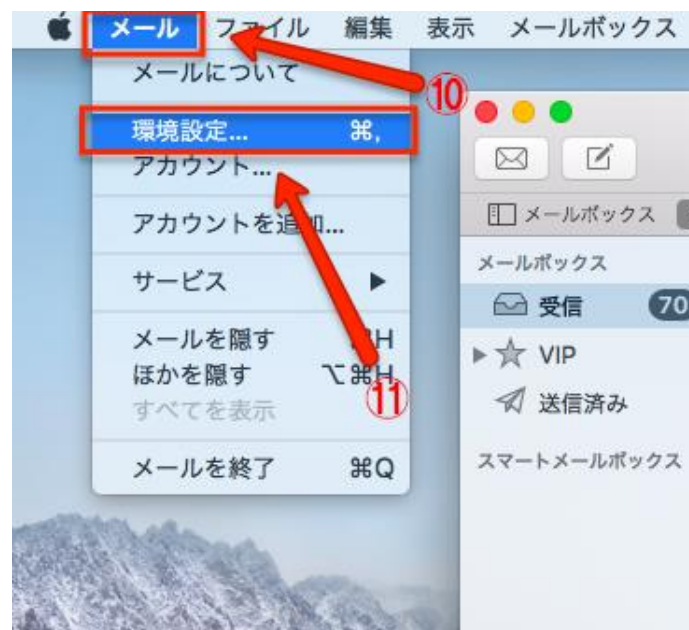 メール ファイル 編集 表示 メールボックス
⑩
メールについて
環境設定... ⌘,
アカウント...
アカウントを追加...
サービス ▶
メールを隠す ⌘H
ほかを隠す ⌥⌘H
すべてを表示
メールを終了 ⌘Q
⑪
メールボックス
メールボックス
受信 70
VIP
送信済み
スマートメールボックス